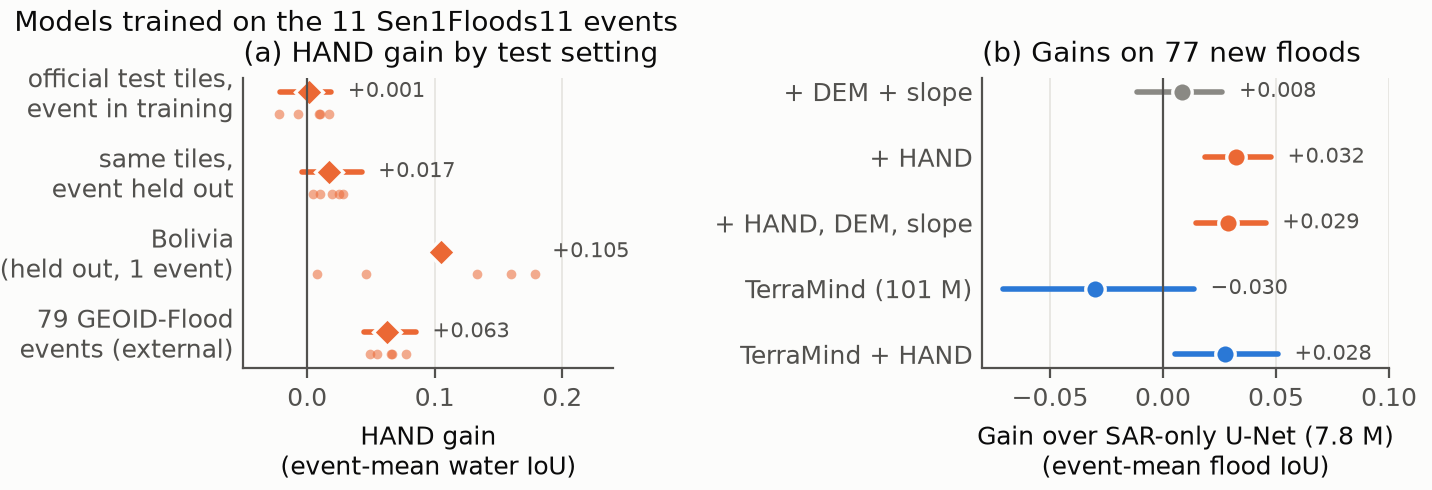 Models trained on the 11 Sen1Floods11 events
(a) HAND gain by test setting
official test tiles,
event in training
+0.001
same tiles,
event held out
+0.017
Bolivia
(held out, 1 event)
+0.105
79 GEOID-Flood
events (external)
+0.063
0.0
0.1
0.2
HAND gain
(event-mean water IoU)
(b) Gains on 77 new floods
+ DEM + slope
+0.008
+ HAND
+0.032
+ HAND, DEM, slope
+0.029
TerraMind (101 M)
−0.030
TerraMind + HAND
+0.028
−0.05
0.00
0.05
0.10
Gain over SAR-only U-Net (7.8 M)
(event-mean flood IoU)